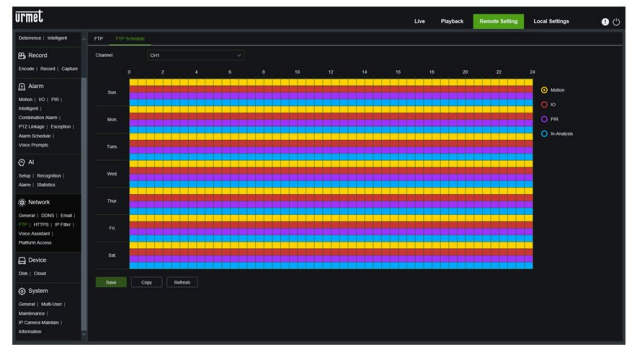 urmet
Live Playback Remote Setting Local Settings
Deterrence | Intelligent
FTP FTP Schedule
Record
Encode | Record | Capture
Channel CH1
0 2 4 6 8 10 12 14 16 18 20 22 24
Alarm
Motion | I/O | PIR |
Intelligent |
Combination Alarm |
PTZ Linkage | Exception |
Alarm Schedule |
Voice Prompts
AI
Setup | Recognition |
Alarm | Statistics
Network
General | DDNS | Email |
FTP | HTTPS | IP Filter |
Voice Assistant |
Platform Access
Device
Disk | Cloud
System
General | Multi-User |
Maintenance |
IP Camera Maintain |
Information
Sun.
Mon.
Tues.
Wed.
Thur.
Fri.
Sat.
Motion
IO
PIR
In-Analysis
Save Copy Refresh